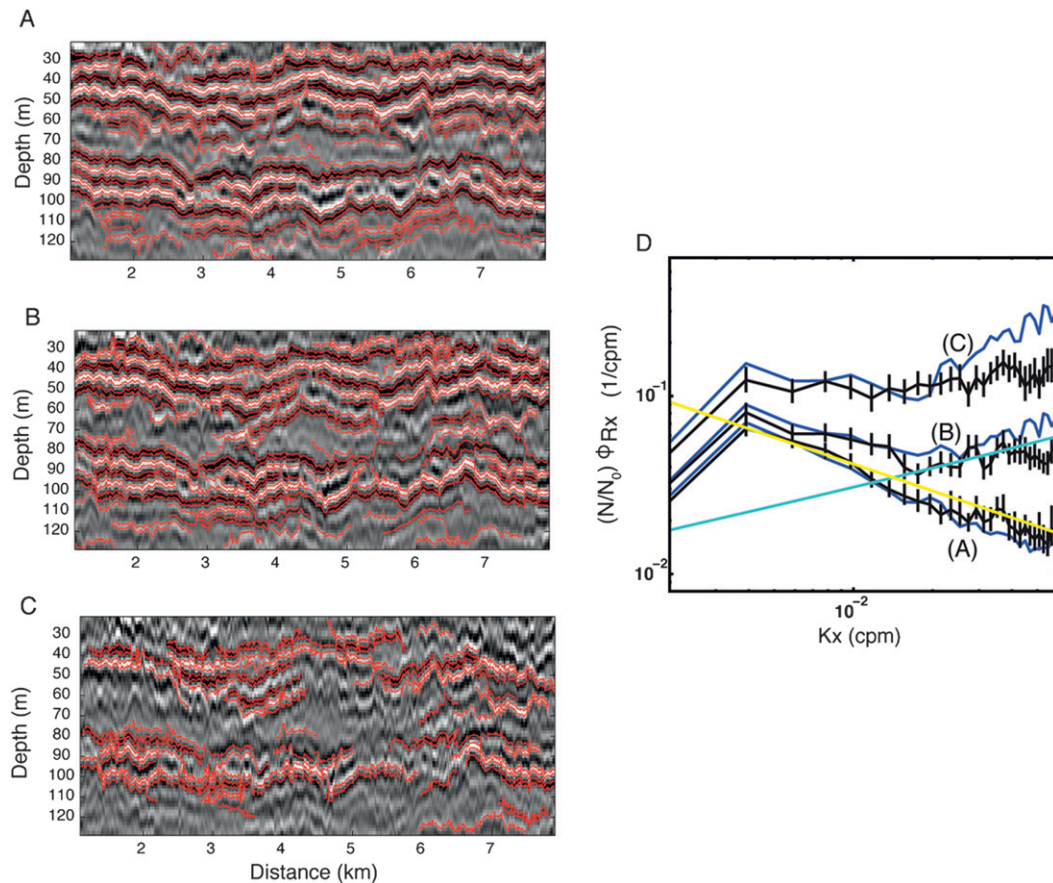 A
Depth (m)
30
40
50
60
70
80
90
100
110
120
2 3 4 5 6 7
B
Depth (m)
30
40
50
60
70
80
90
100
110
120
2 3 4 5 6 7
C
Depth (m)
30
40
50
60
70
80
90
100
110
120
2 3 4 5 6 7
Distance (km)
D
(N/N₀) ΦRx (1/cpm)
10⁻¹
10⁻²
(C)
(B)
(A)
10⁻²
Kx (cpm)